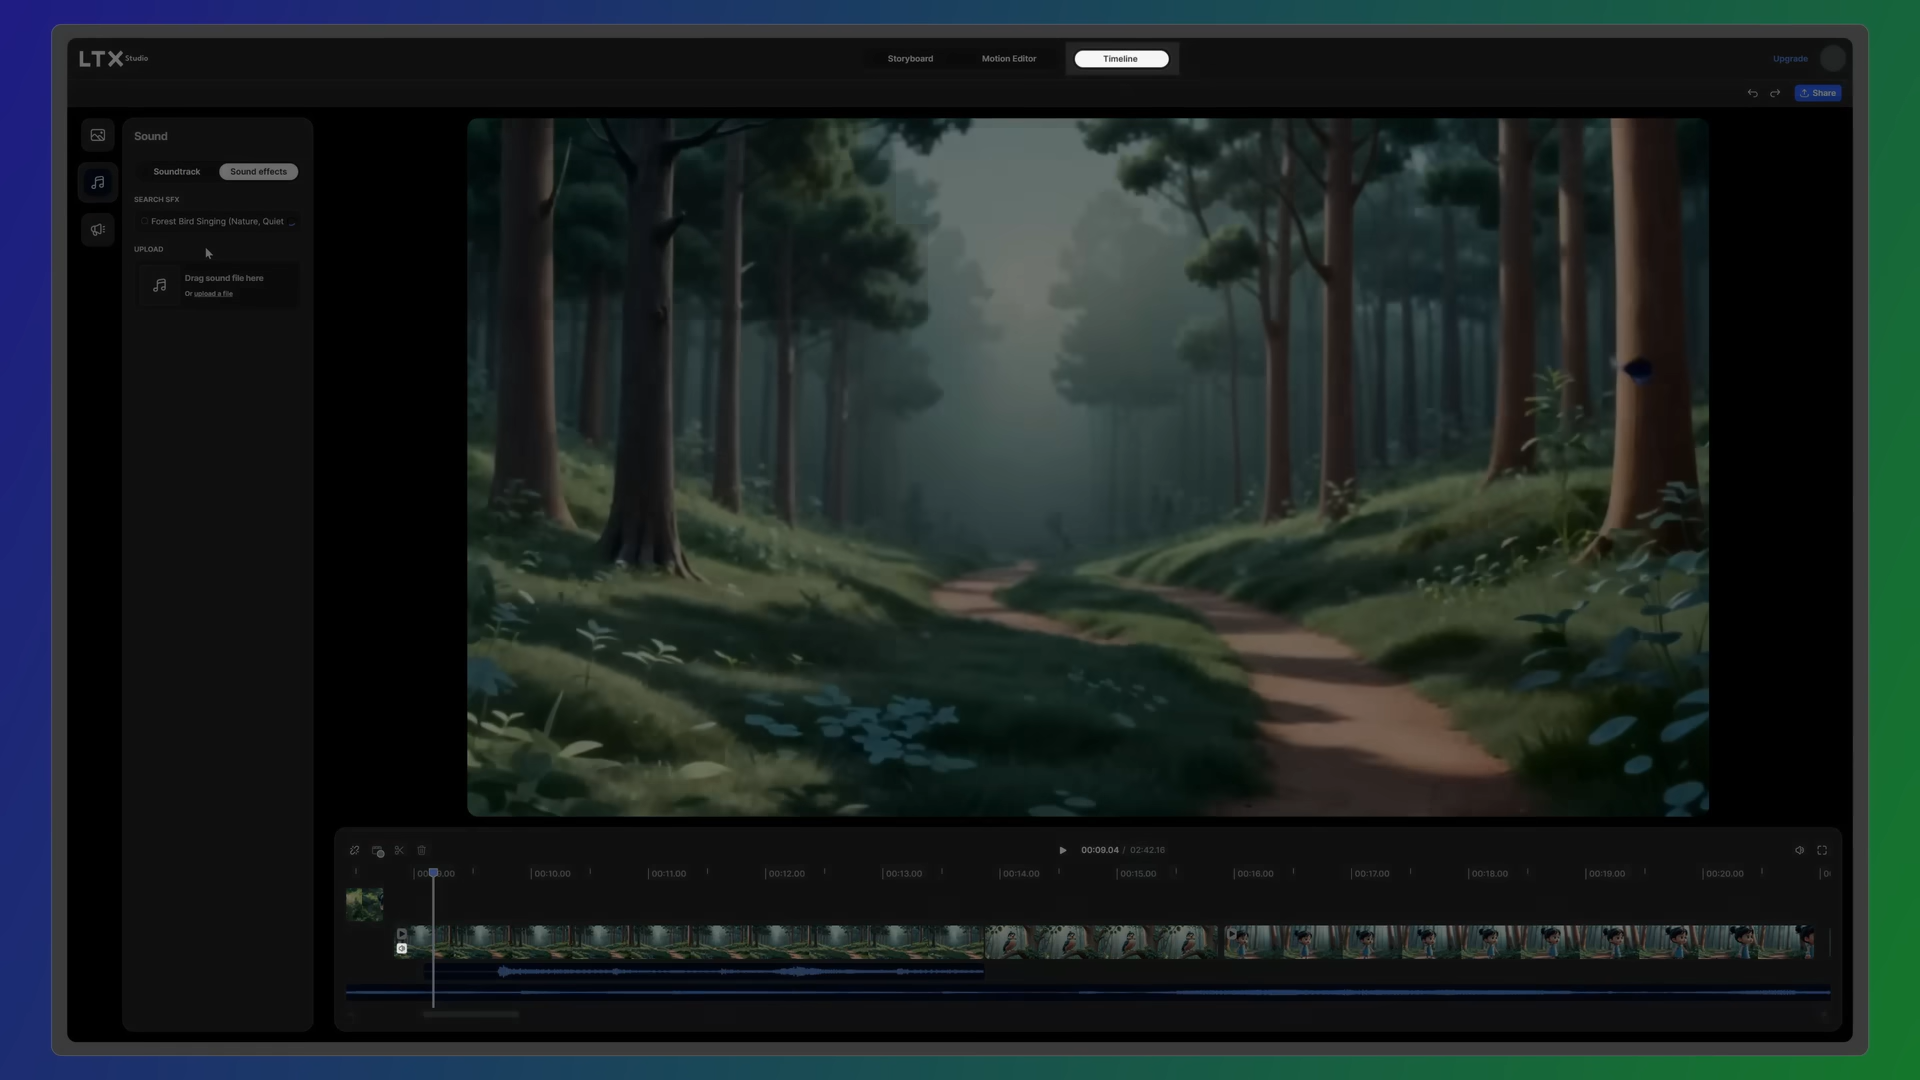 LTX Studio
Storyboard
Motion Editor
Timeline
Upgrade
Share
Sound
Soundtrack
Sound effects
SEARCH SFX
Forest Bird Singing (Nature, Quiet
UPLOAD
Drag sound file here
Or upload a file
00:09.04 / 02:42.16
00:10.00
00:11.00
00:12.00
00:13.00
00:14.00
00:15.00
00:16.00
00:17.00
00:18.00
00:19.00
00:20.00